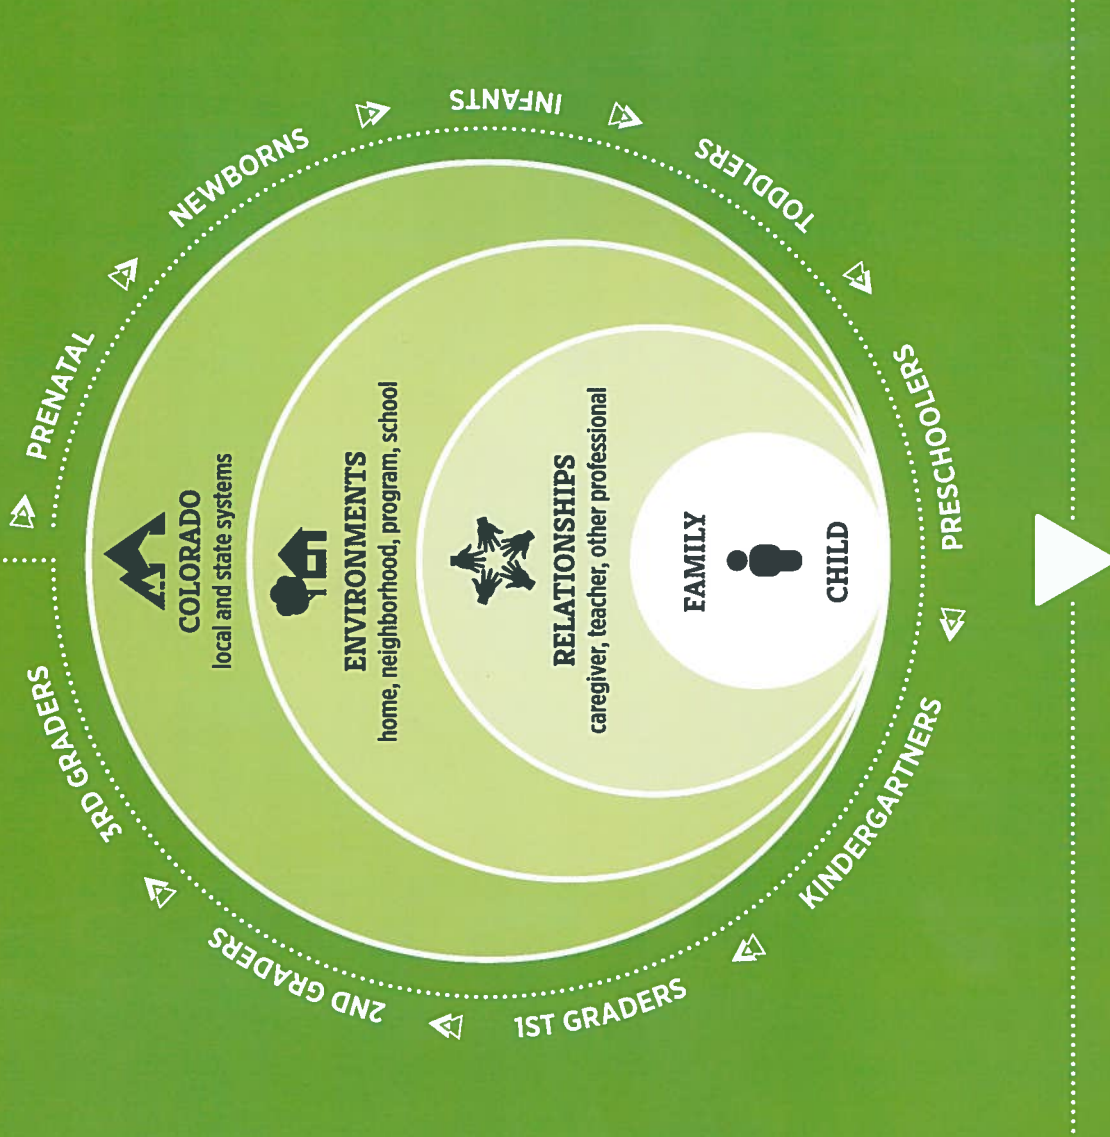 PRENATAL
NEWBORNS
INFANTS
TODDLERS
PRESCHOOLERS
KINDERGARTNERS
1ST GRADERS
2ND GRADERS
3RD GRADERS
COLORADO
local and state systems
ENVIRONMENTS
home, neighborhood, program, school
RELATIONSHIPS
caregiver, teacher, other professional
FAMILY
CHILD